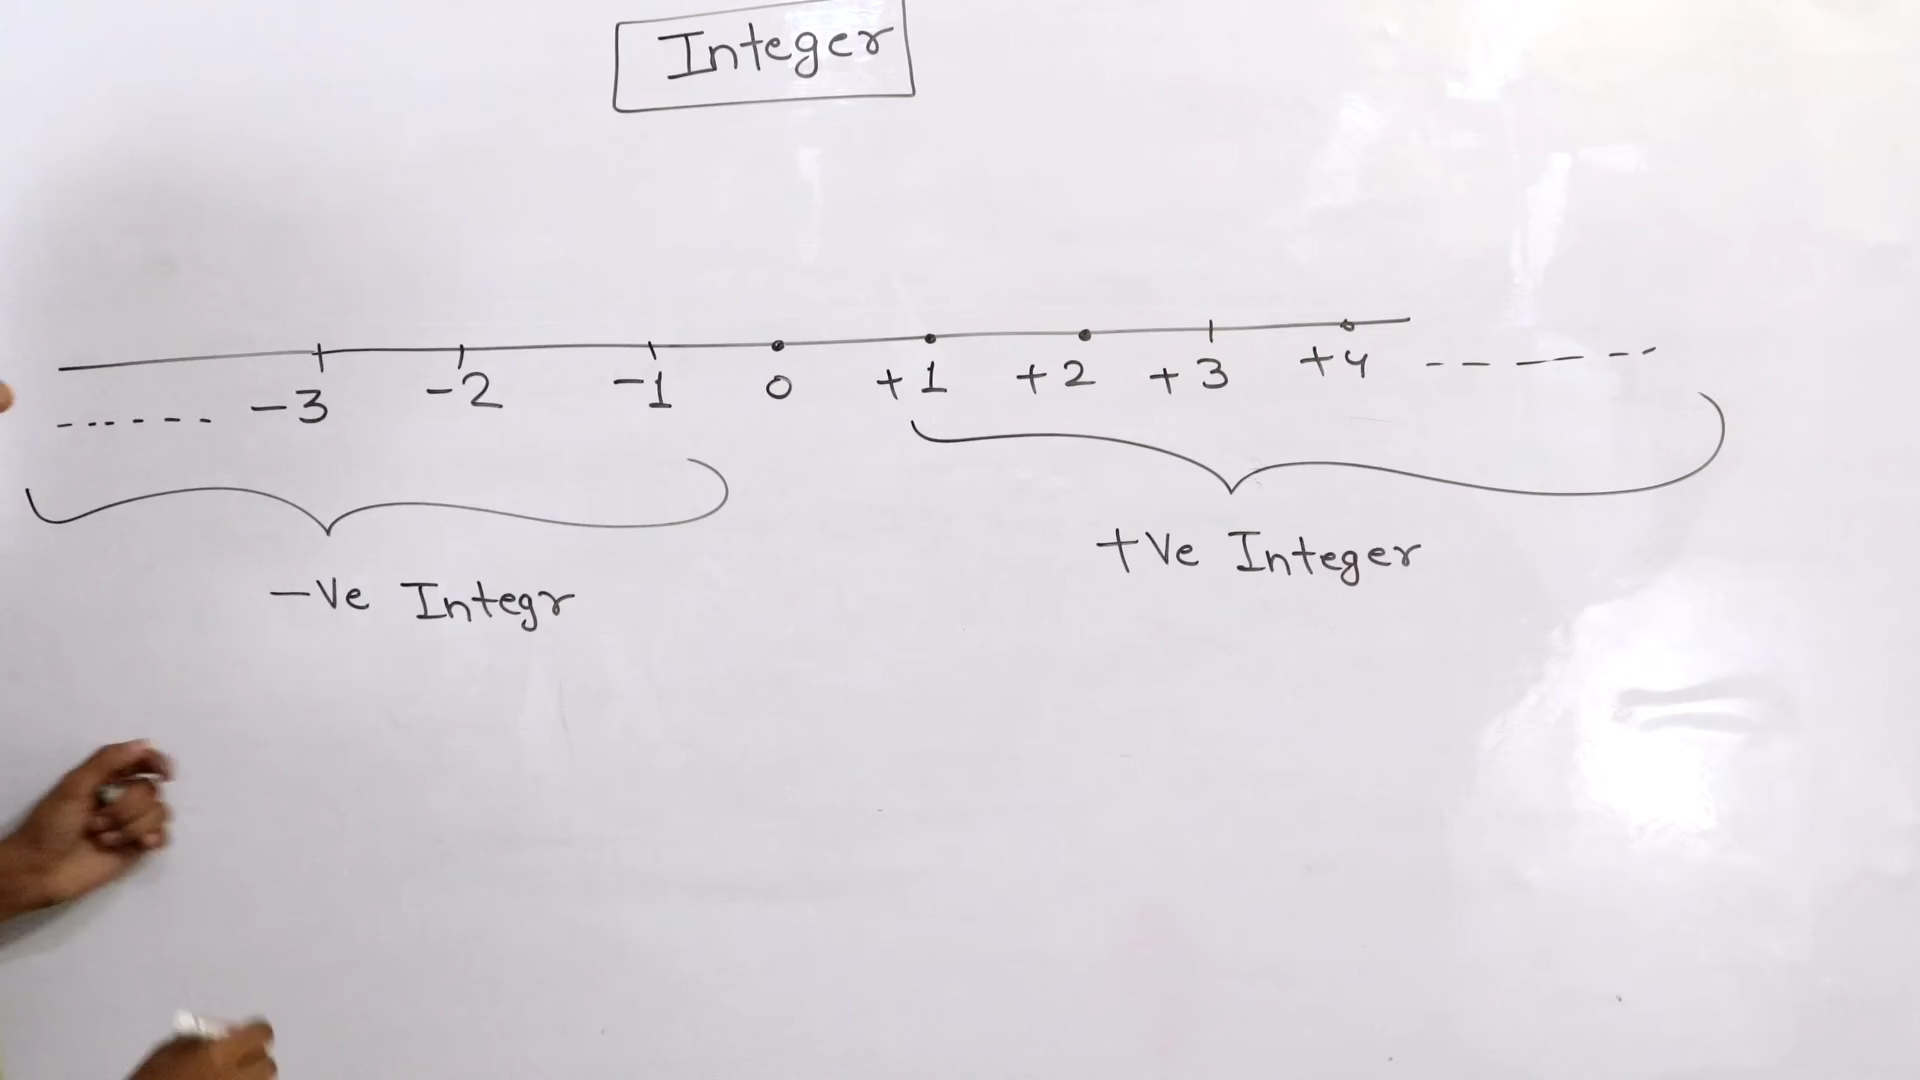 Integer
------ -3 -2 -1 0 +1 +2 +3 +4 ------
+Ve Integer
-Ve Integr